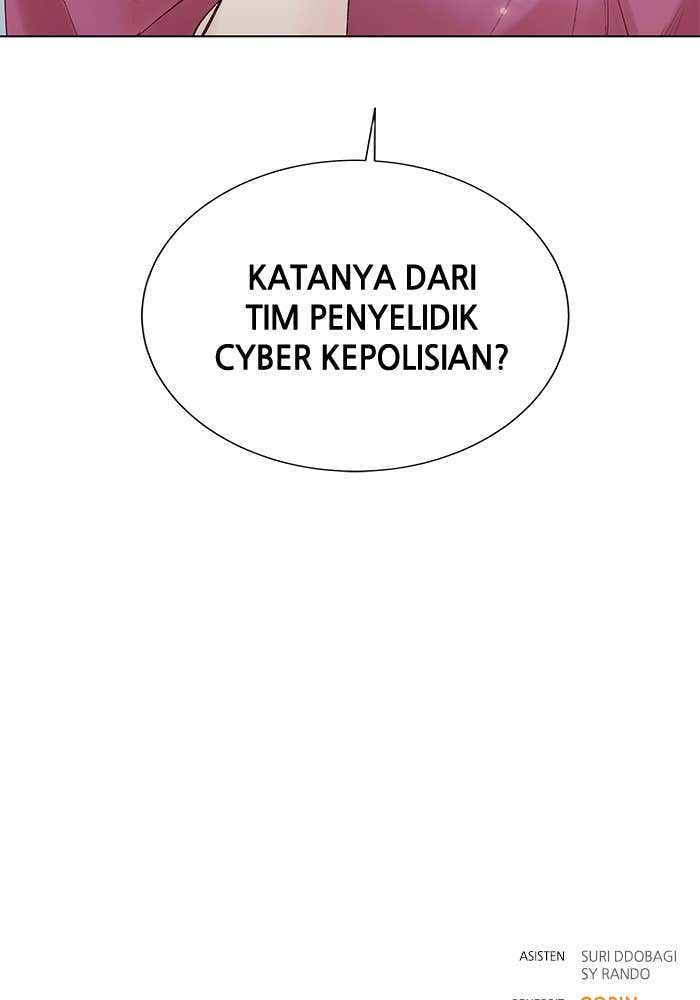 KATANYA DARI
TIM PENYELIDIK
CYBER KEPOLISIAN?
ASISTEN SURI DDOBAGI
SY RANDO